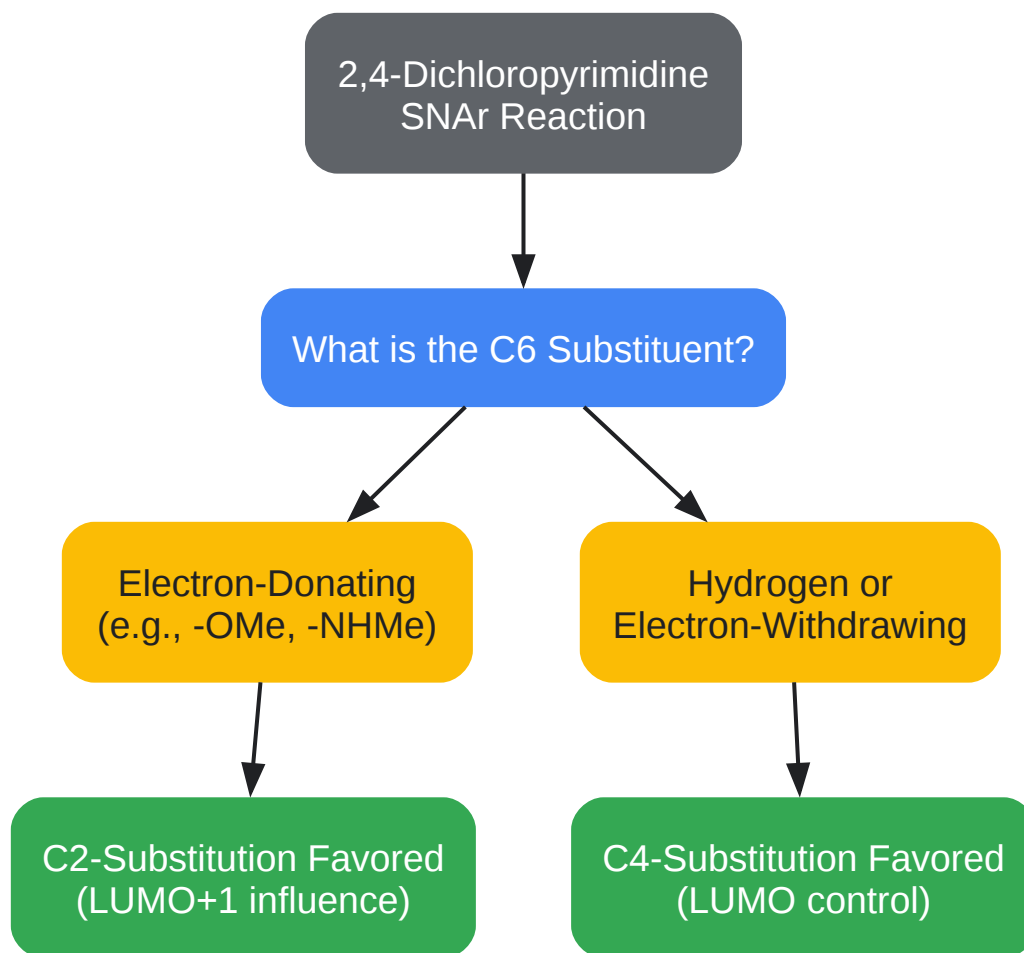 2,4-Dichloropyrimidine
SNAr Reaction
What is the C6 Substituent?
Electron-Donating
(e.g., -OMe, -NHMe)
Hydrogen or
Electron-Withdrawing
C2-Substitution Favored
(LUMO+1 influence)
C4-Substitution Favored
(LUMO control)